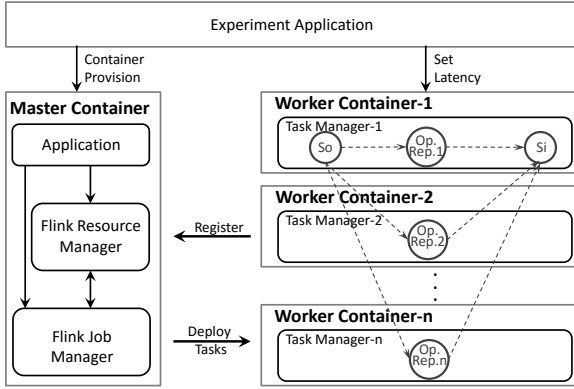 Experiment Application
Container
Provision
Set
Latency
Master Container
Application
Flink Resource
Manager
Flink Job
Manager
Register
Deploy
Tasks
Worker Container-1
Task Manager-1
So
Op.
Rep.1
Si
Worker Container-2
Task Manager-2
Op.
Rep.2
Worker Container-n
Task Manager-n
Op.
Rep.n